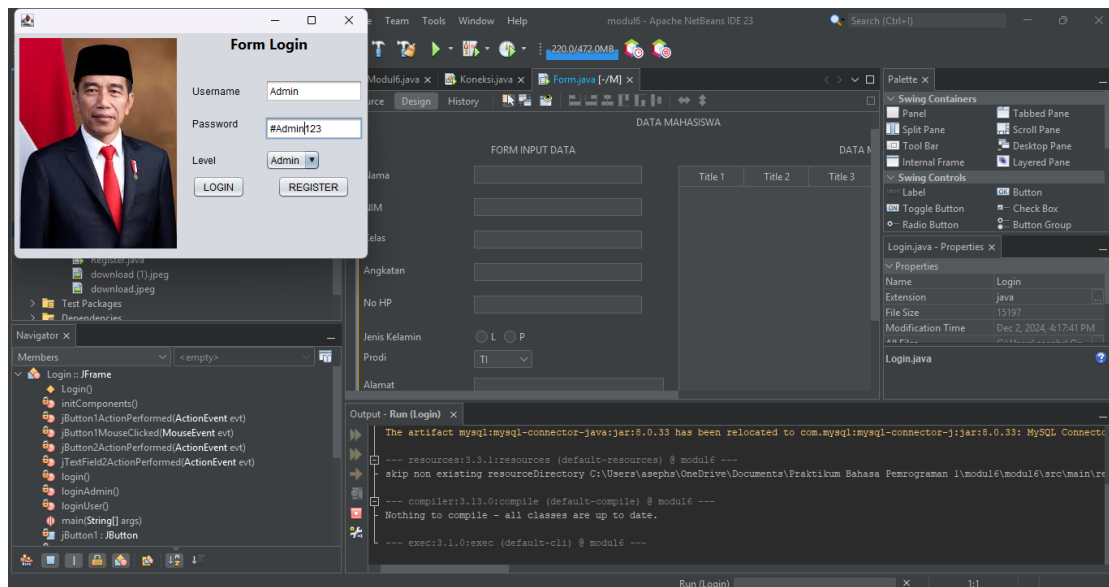 Team Tools Window Help
modul6 - Apache NetBeans IDE 23
Search (Ctrl+I)
Form Login
Username
Admin
Password
#Admin123
Level
Admin
LOGIN
REGISTER
220.0/472.0MB
Modul6.java
Koneksi.java
Form.java [-/M]
Design
History
DATA MAHASISWA
FORM INPUT DATA
Nama
NIM
Kelas
Angkatan
No HP
Jenis Kelamin
L
P
Prodi
TI
Alamat
Title 1
Title 2
Title 3
Palette
Swing Containers
Panel
Tabbed Pane
Split Pane
Scroll Pane
Tool Bar
Desktop Pane
Internal Frame
Layered Pane
Swing Controls
Label
Button
Toggle Button
Check Box
Radio Button
Button Group
Login.java - Properties
Properties
Name
Login
Extension
java
...
File Size
15197
Modification Time
Dec 2, 2024, 4:17:41 PM
Login.java
Register.java
download (1).jpeg
download.jpeg
Test Packages
Dependencies
Navigator
Members
<empty>
Login :: JFrame
Login()
initComponents()
jButton1ActionPerformed(ActionEvent evt)
jButton1MouseClicked(MouseEvent evt)
jButton2ActionPerformed(ActionEvent evt)
jTextField2ActionPerformed(ActionEvent evt)
login()
loginAdmin()
loginUser()
main(String[] args)
jButton1 : JButton
Output - Run (Login)
The artifact mysql:mysql-connector-java:jar:8.0.33 has been relocated to com.mysql:mysql-connector-j:jar:8.0.33: MySQL
--- resources:3.3.1:resources (default-resources) @ modul6 ---
skip non existing resourceDirectory C:\Users\asephs\OneDrive\Documents\Praktikum Bahasa Pemrograman 1\modul6\modul6\src\main\re
--- compiler:3.13.0:compile (default-compile) @ modul6 ---
Nothing to compile - all classes are up to date.
--- exec:3.1.0:exec (default-cli) @ modul6 ---
Run (Login)
1:1